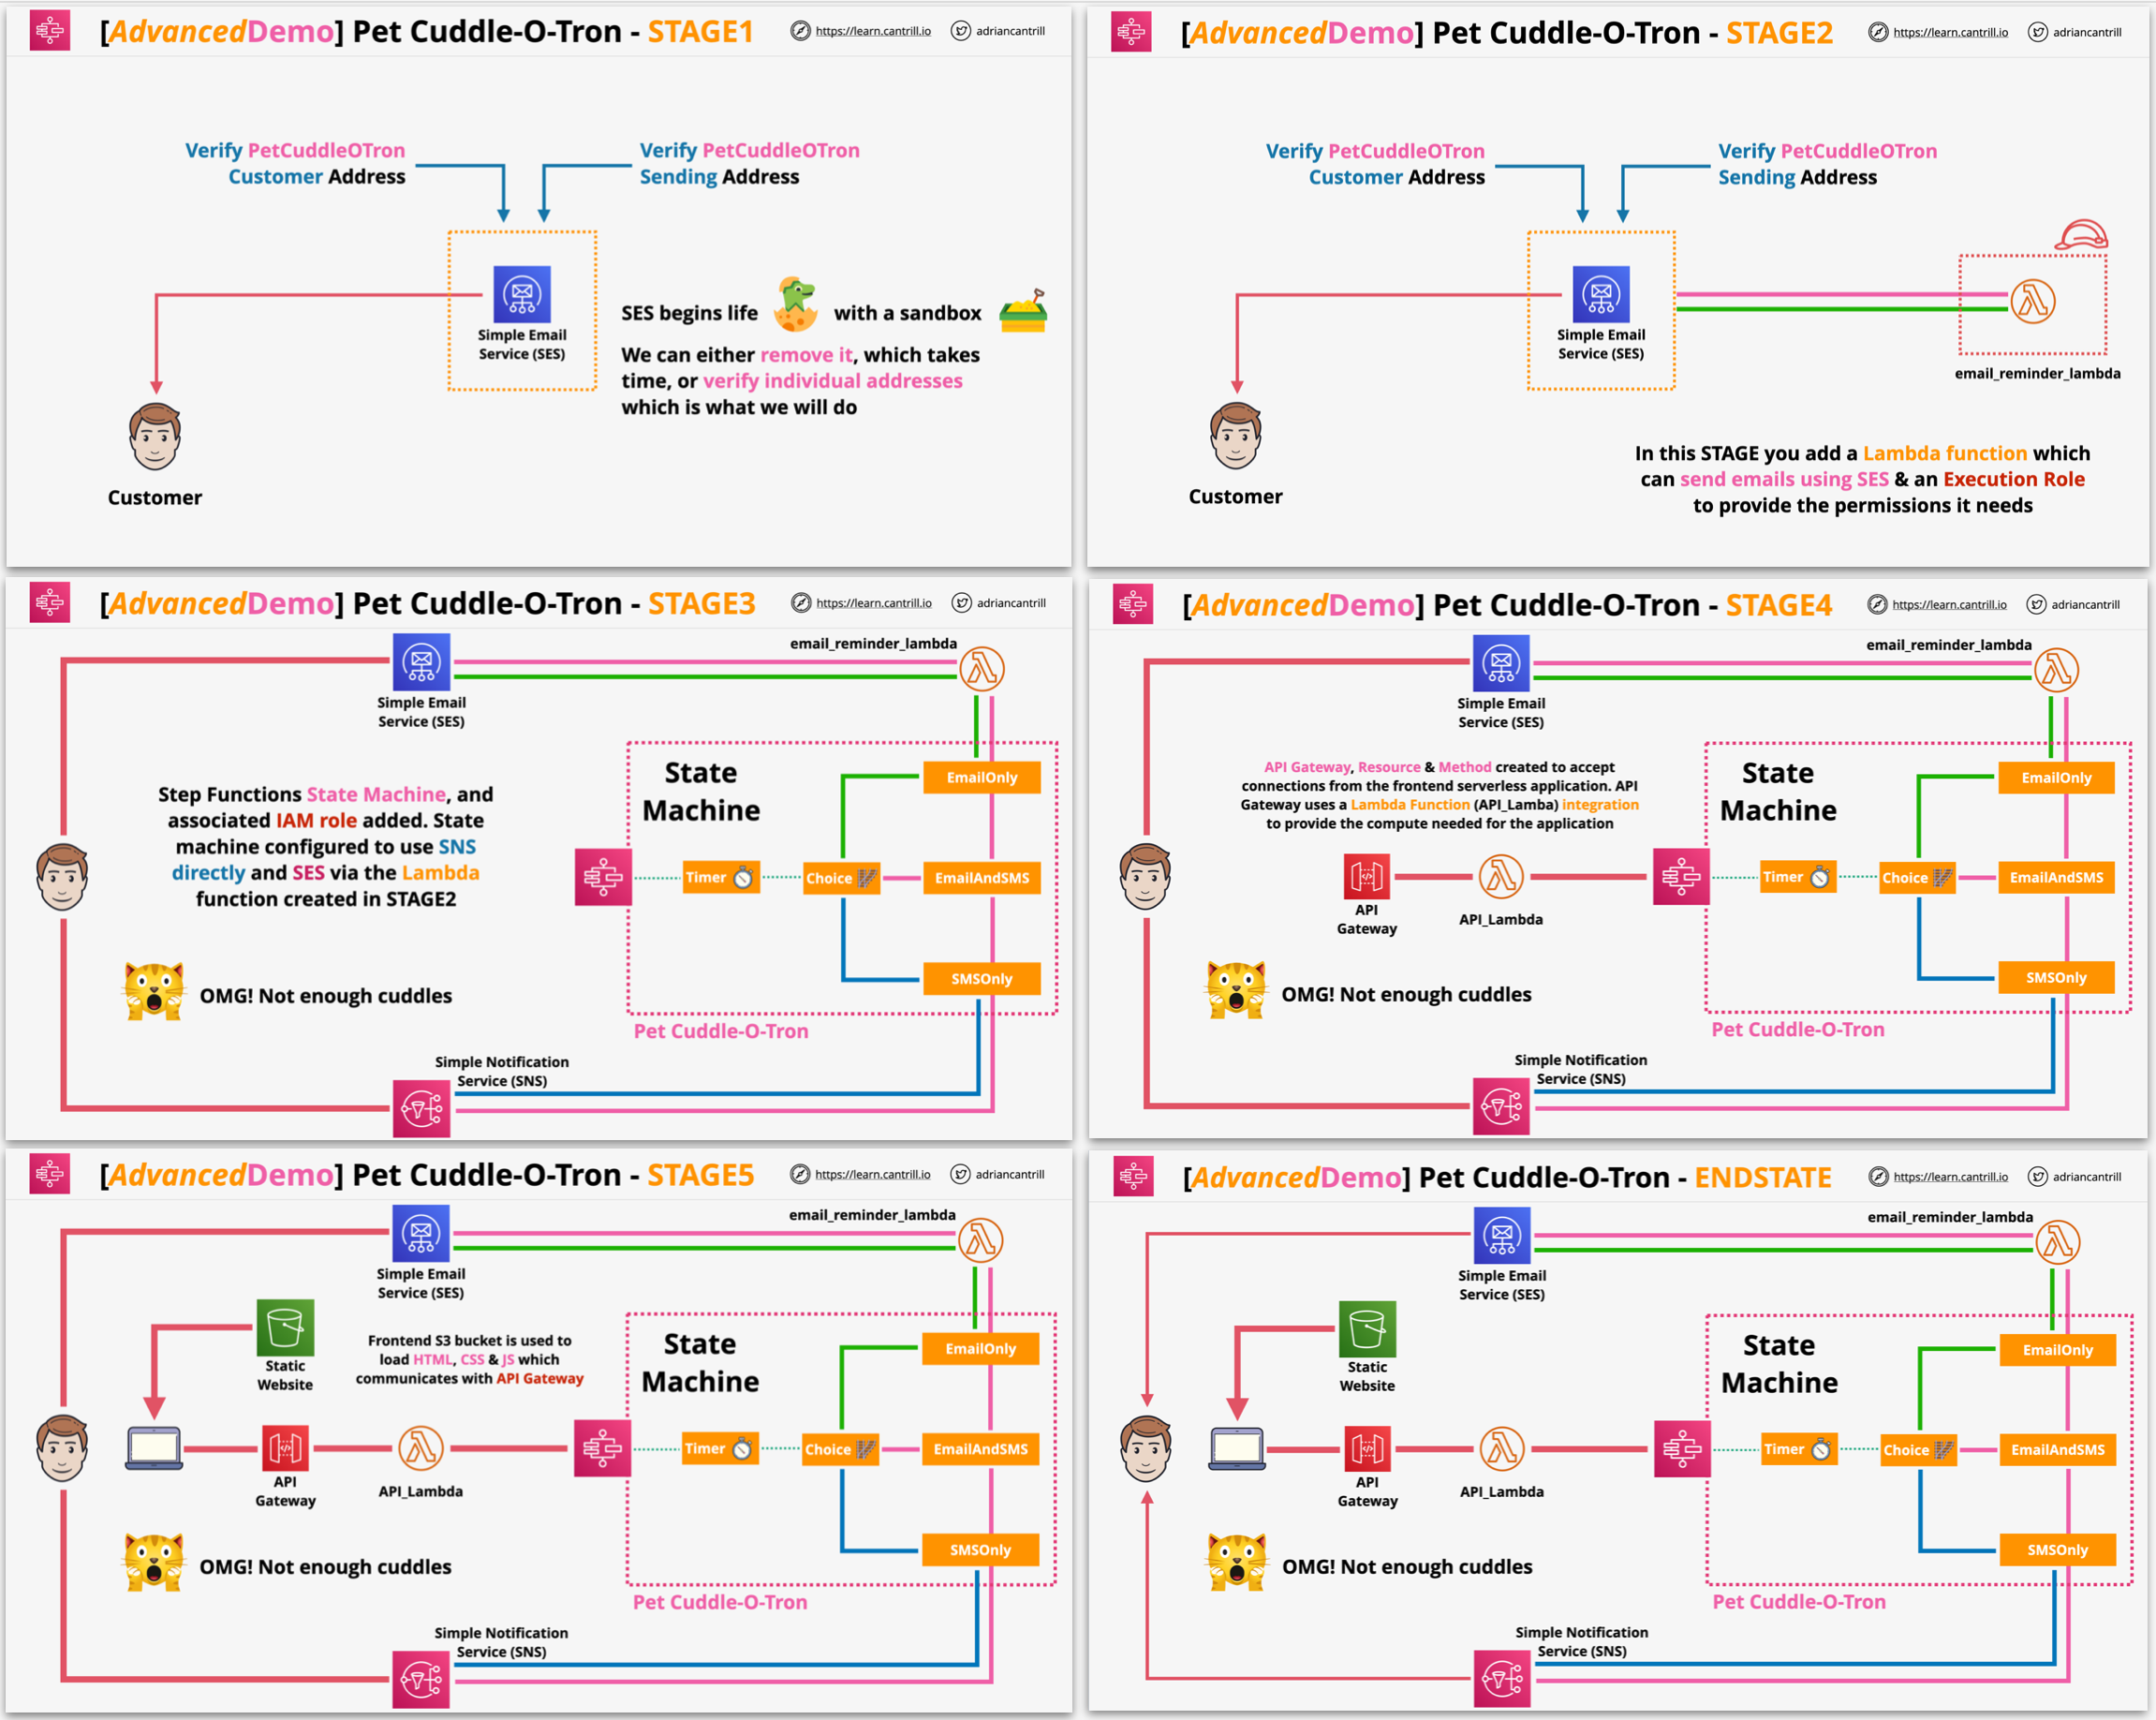 [AdvancedDemo] Pet Cuddle-O-Tron - STAGE1
https://learn.cantrill.io
adriancantrill
Verify PetCuddleOTron
Customer Address
Verify PetCuddleOTron
Sending Address
Simple Email
Service (SES)
SES begins life with a sandbox
We can either remove it, which takes
time, or verify individual addresses
which is what we will do
Customer
[AdvancedDemo] Pet Cuddle-O-Tron - STAGE2
https://learn.cantrill.io
adriancantrill
Verify PetCuddleOTron
Customer Address
Verify PetCuddleOTron
Sending Address
Simple Email
Service (SES)
email_reminder_lambda
Customer
In this STAGE you add a Lambda function which
can send emails using SES & an Execution Role
to provide the permissions it needs
[AdvancedDemo] Pet Cuddle-O-Tron - STAGE3
https://learn.cantrill.io
adriancantrill
email_reminder_lambda
Simple Email
Service (SES)
Step Functions State Machine, and
associated IAM role added. State
machine configured to use SNS
directly and SES via the Lambda
function created in STAGE2
State
Machine
EmailOnly
Timer
Choice
EmailAndSMS
SMSOnly
OMG! Not enough cuddles
Pet Cuddle-O-Tron
Simple Notification
Service (SNS)
[AdvancedDemo] Pet Cuddle-O-Tron - STAGE4
https://learn.cantrill.io
adriancantrill
email_reminder_lambda
Simple Email
Service (SES)
API Gateway, Resource & Method created to accept
connections from the frontend serverless application. API
Gateway uses a Lambda Function (API_Lamba) integration
to provide the compute needed for the application
State
Machine
EmailOnly
Timer
Choice
EmailAndSMS
API
Gateway
API_Lambda
SMSOnly
OMG! Not enough cuddles
Pet Cuddle-O-Tron
Simple Notification
Service (SNS)
[AdvancedDemo] Pet Cuddle-O-Tron - STAGE5
https://learn.cantrill.io
adriancantrill
email_reminder_lambda
Simple Email
Service (SES)
Static
Website
Frontend S3 bucket is used to
load HTML, CSS & JS which
communicates with API Gateway
State
Machine
EmailOnly
Timer
Choice
EmailAndSMS
API
Gateway
API_Lambda
SMSOnly
OMG! Not enough cuddles
Pet Cuddle-O-Tron
Simple Notification
Service (SNS)
[AdvancedDemo] Pet Cuddle-O-Tron - ENDSTATE
https://learn.cantrill.io
adriancantrill
email_reminder_lambda
Simple Email
Service (SES)
Static
Website
State
Machine
EmailOnly
Timer
Choice
EmailAndSMS
API
Gateway
API_Lambda
SMSOnly
OMG! Not enough cuddles
Pet Cuddle-O-Tron
Simple Notification
Service (SNS)